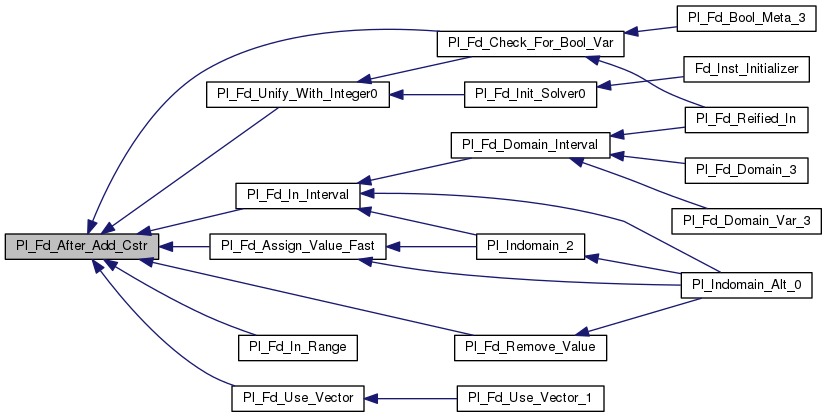 Pl_Fd_Bool_Meta_3
Pl_Fd_Check_For_Bool_Var
Fd_Inst_Initializer
Pl_Fd_Unify_With_Integer0
Pl_Fd_Init_Solver0
Pl_Fd_Reified_In
Pl_Fd_Domain_Interval
Pl_Fd_Domain_3
Pl_Fd_In_Interval
Pl_Fd_Domain_Var_3
Pl_Fd_After_Add_Cstr
Pl_Fd_Assign_Value_Fast
Pl_Indomain_2
Pl_Indomain_Alt_0
Pl_Fd_In_Range
Pl_Fd_Remove_Value
Pl_Fd_Use_Vector
Pl_Fd_Use_Vector_1